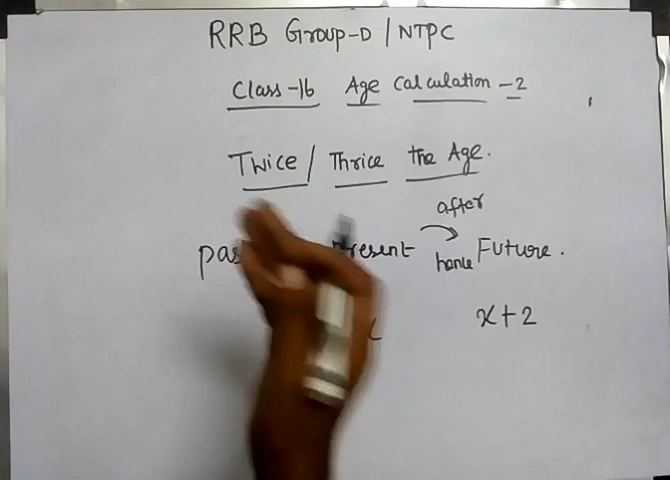 RRB Group-D / NTPC
Class-16 Age Calculation - 2
Twice / Thrice the Age.
after
present Future.
hence
x+2